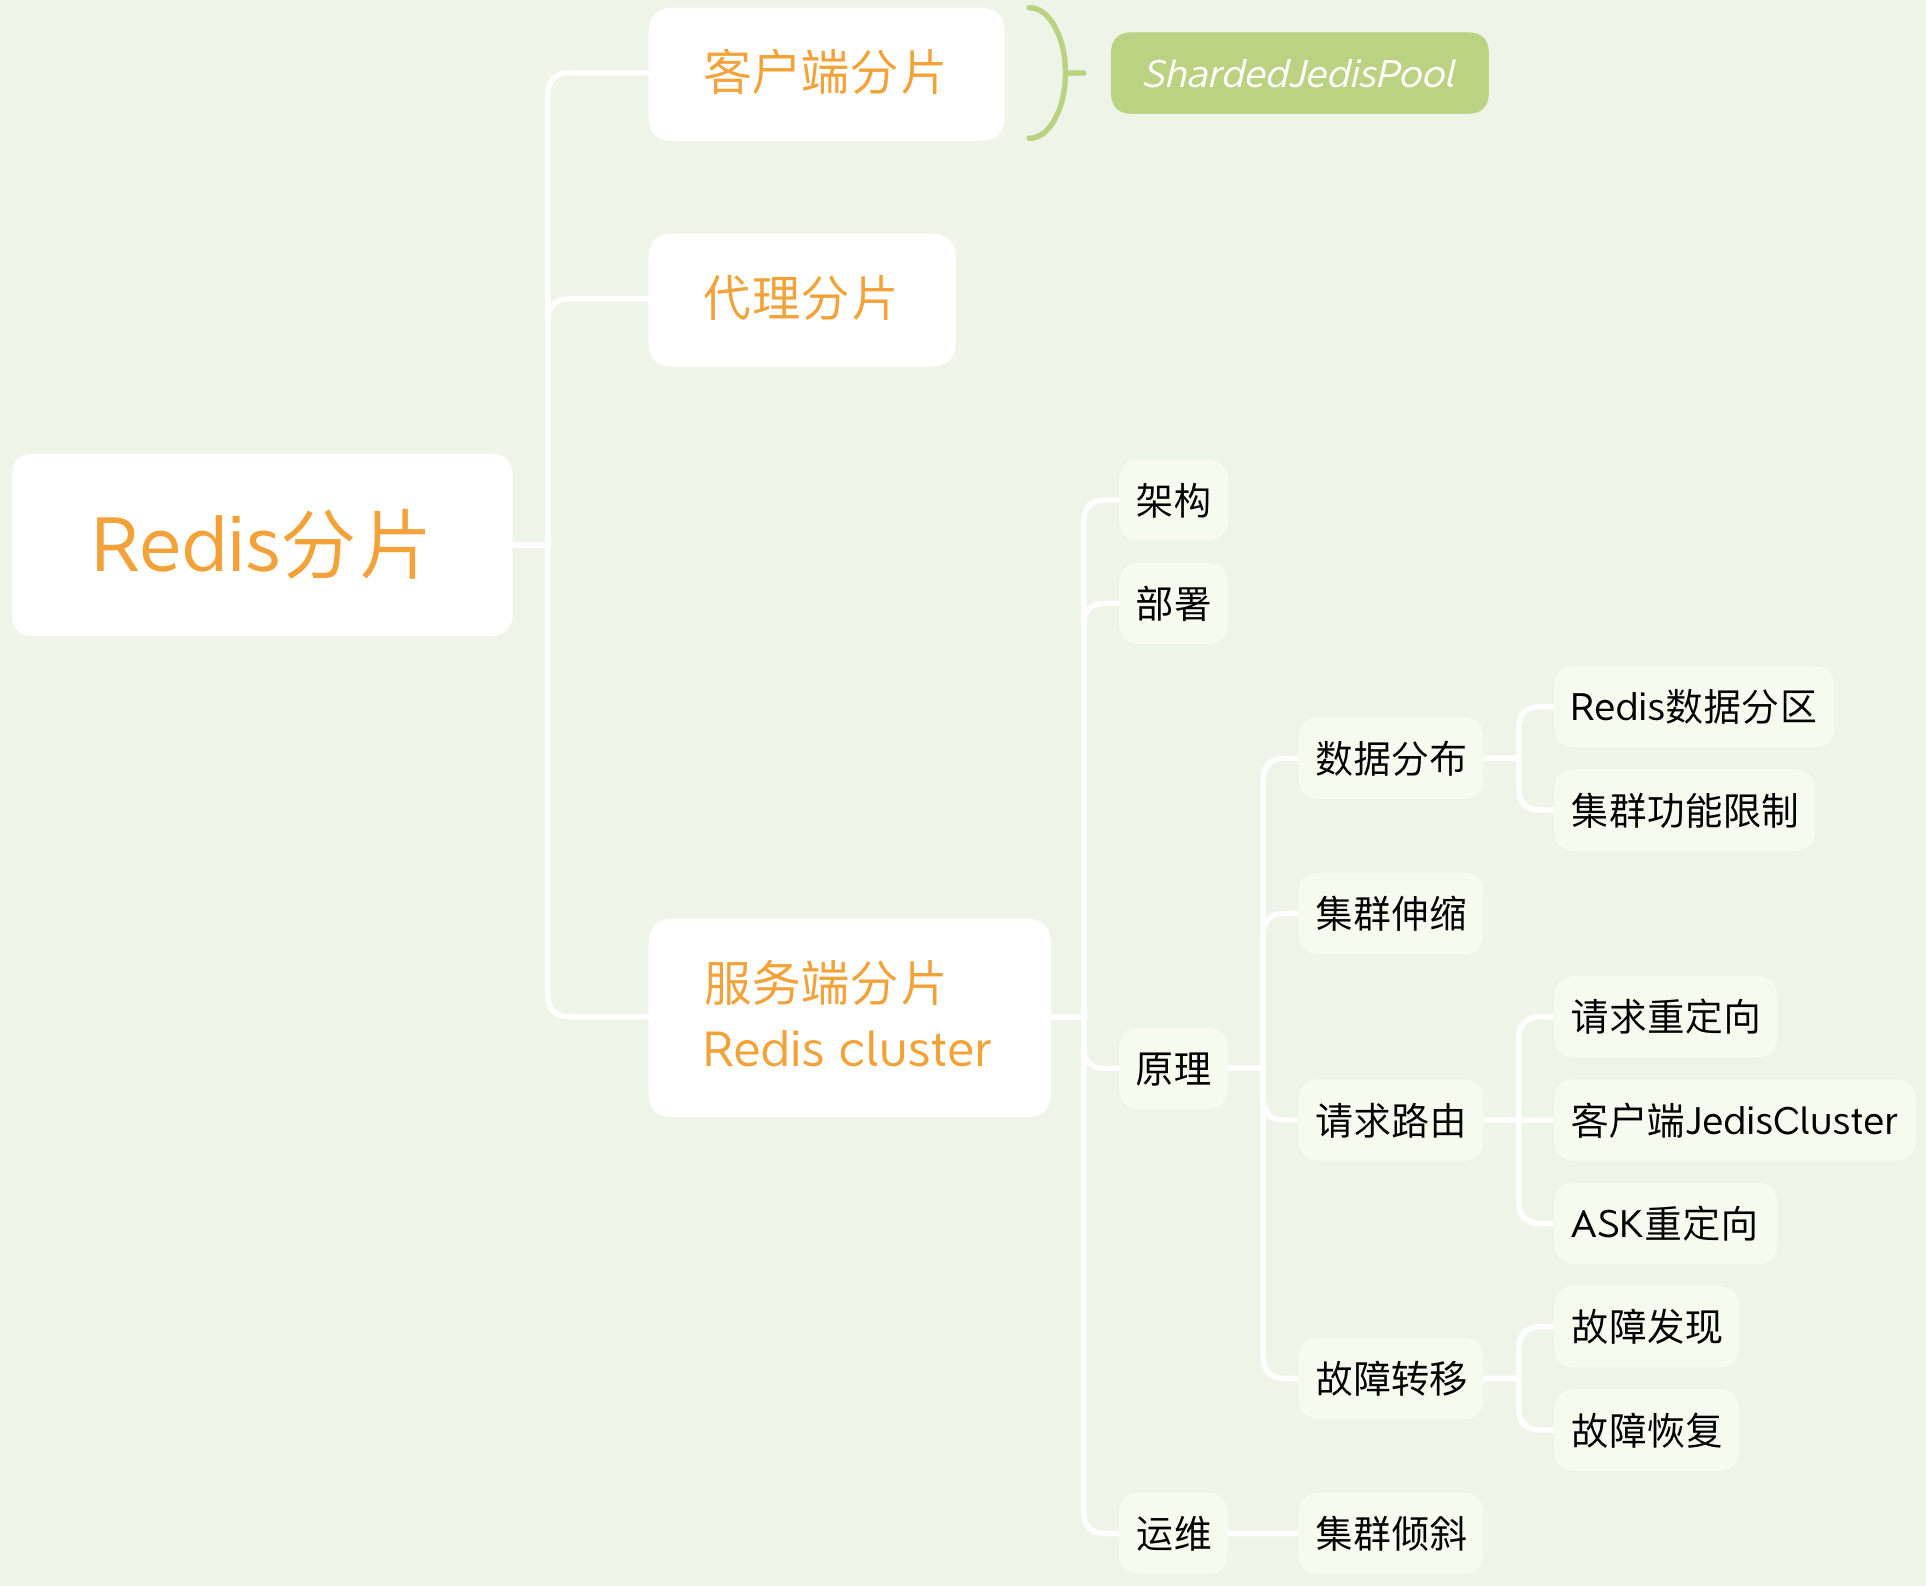 Redis分片
客户端分片
ShardedJedisPool
代理分片
服务端分片
Redis cluster
架构
部署
原理
数据分布
Redis数据分区
集群功能限制
集群伸缩
请求路由
请求重定向
客户端JedisCluster
ASK重定向
故障转移
故障发现
故障恢复
运维
集群倾斜